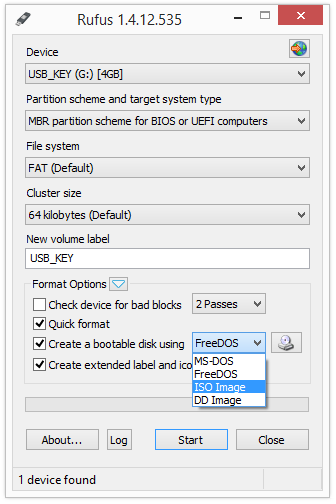 Rufus 1.4.12.535
Device
USB_KEY (G:) [4GB]
Partition scheme and target system type
MBR partition scheme for BIOS or UEFI computers
File system
FAT (Default)
Cluster size
64 kilobytes (Default)
New volume label
USB_KEY
Format Options
Check device for bad blocks 2 Passes
Quick format
Create a bootable disk using FreeDOS
MS-DOS
Create extended label and ico
FreeDOS
ISO Image
DD Image
About... Log Start Close
1 device found